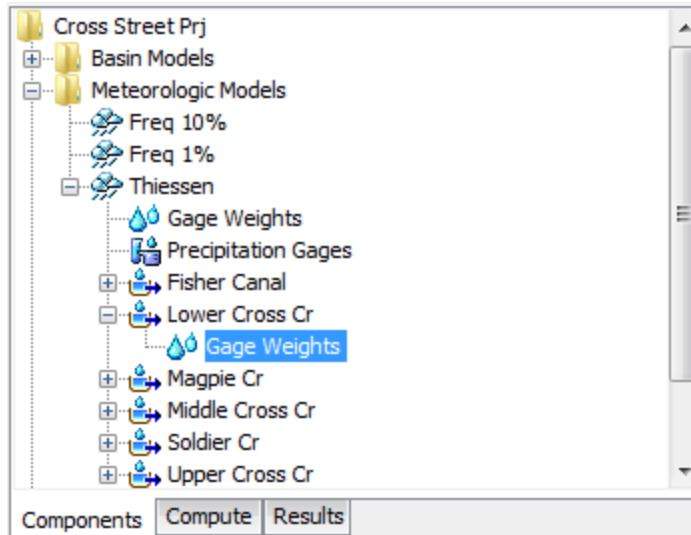 Cross Street Prj
Basin Models
Meteorologic Models
Freq 10%
Freq 1%
Thiessen
Gage Weights
Precipitation Gages
Fisher Canal
Lower Cross Cr
Gage Weights
Magpie Cr
Middle Cross Cr
Soldier Cr
Upper Cross Cr
Components Compute Results